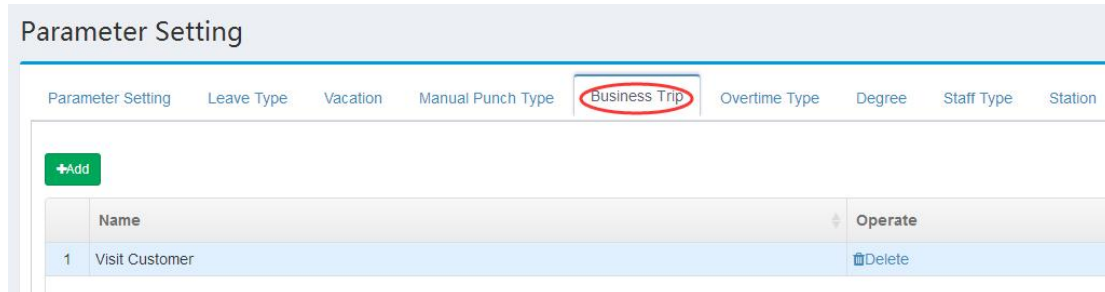 Parameter Setting
Parameter Setting Leave Type Vacation Manual Punch Type Business Trip Overtime Type Degree Staff Type Station
+Add
Name Operate
1 Visit Customer Delete